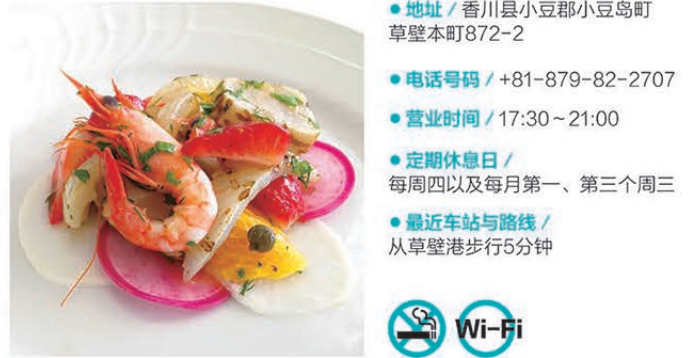 ● 地址 / 香川县小豆郡小豆岛町
草壁本町872-2
● 电话号码 / +81-879-82-2707
● 营业时间 / 17:30～21:00
● 定期休息日 /
每周四以及每月第一、第三个周三
● 最近车站与路线 /
从草壁港步行5分钟
Wi-Fi